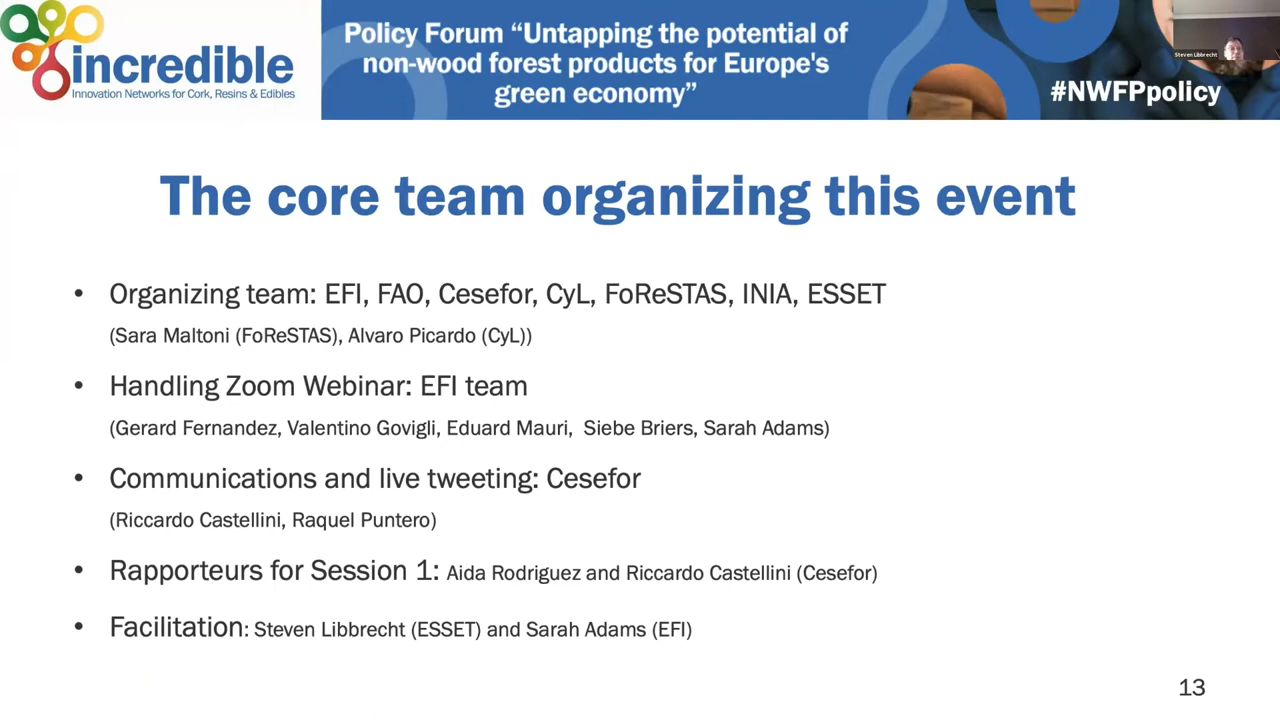 incredible
Innovation Networks for Cork, Resins & Edibles
Policy Forum “Untapping the potential of
non-wood forest products for Europe's
green economy”
#NWFPpolicy
Steven Libbrecht
The core team organizing this event
• Organizing team: EFI, FAO, Cesefor, CyL, FoReSTAS, INIA, ESSET
(Sara Maltoni (FoReSTAS), Alvaro Picardo (CyL))
• Handling Zoom Webinar: EFI team
(Gerard Fernandez, Valentino Govigli, Eduard Mauri,  Siebe Briers, Sarah Adams)
• Communications and live tweeting: Cesefor
(Riccardo Castellini, Raquel Puntero)
• Rapporteurs for Session 1: Aida Rodriguez and Riccardo Castellini (Cesefor)
• Facilitation: Steven Libbrecht (ESSET) and Sarah Adams (EFI)
13